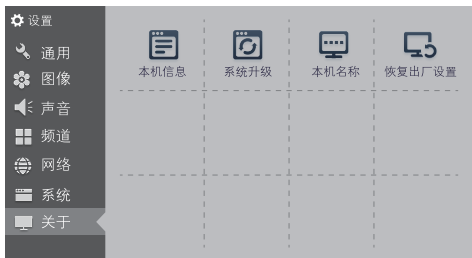 设置
通用
图像
声音
频道
网络
系统
关于
本机信息 系统升级 本机名称 恢复出厂设置